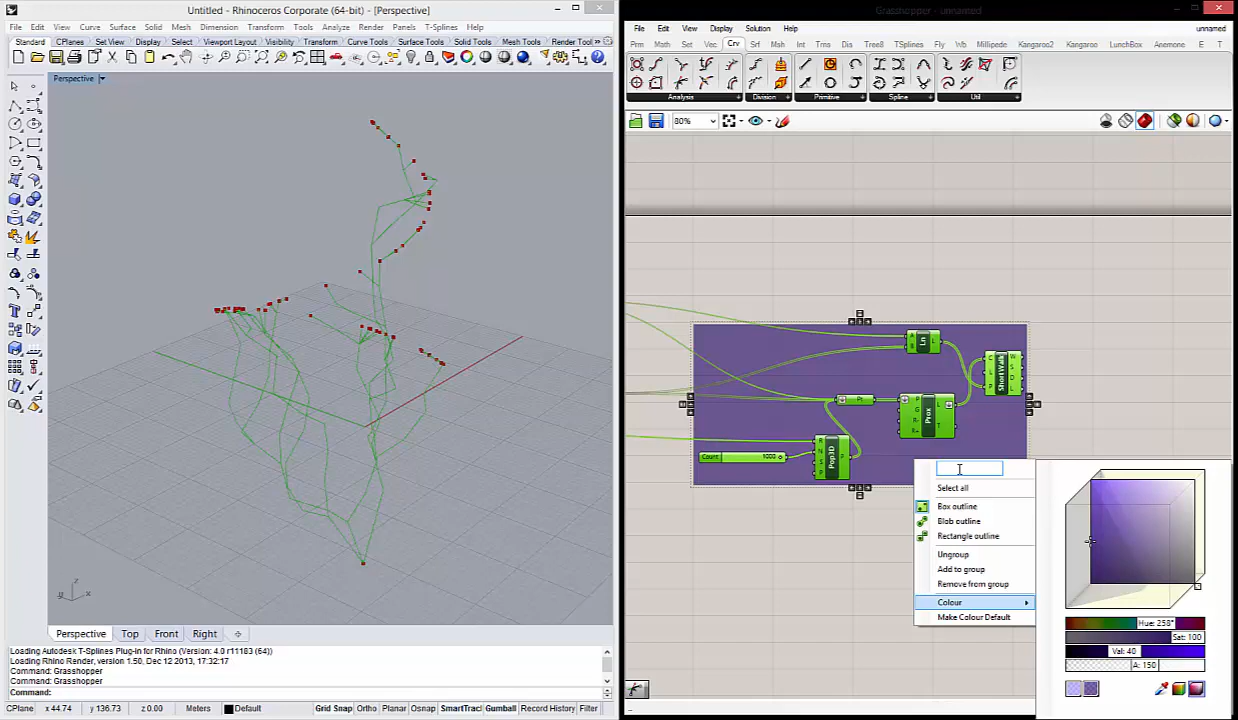 Untitled - Rhinoceros Corporate (64-bit) - [Perspective]
File Edit View Curve Surface Solid Mesh Dimension Transform Tools Analyze Render Panels T-Splines Help
Standard CPlanes Set View Display Select Viewport Layout Visibility Transform Curve Tools Surface Tools Solid Tools Mesh Tools Render Tool
Perspective
z
y x
Perspective Top Front Right
Loading Autodesk T-Splines Plug-in for Rhino (Version: 4.0 r11183 (64))
Loading Rhino Render, version 1.50, Dec 12 2013, 17:32:17
Command: Grasshopper
Command: Grasshopper
Command:
CPlane x 44.74 y 136.73 z 0.00 Meters Default Grid Snap Ortho Planar Osnap SmartTrack Gumball Record History Filter
Grasshopper - unnamed
File Edit View Display Solution Help unnamed
Prm Math Set Vec Crv Srf Msh Int Trns Dis Tree8 TSplines Fly Wb Millipede Kangaroo2 Kangaroo LunchBox Anemone E T
Analysis Division Primitive Spline Util
80%
A B Ln L
C L P ShortWalk W S D L
Pt
P G R- R+ Prox L T
Count 1000
R N S P Pop3D P
Select all
Box outline
Blob outline
Rectangle outline
Ungroup
Add to group
Remove from group
Colour
Make Colour Default
Hue: 258°
Sat: 100
Val: 40
A: 150